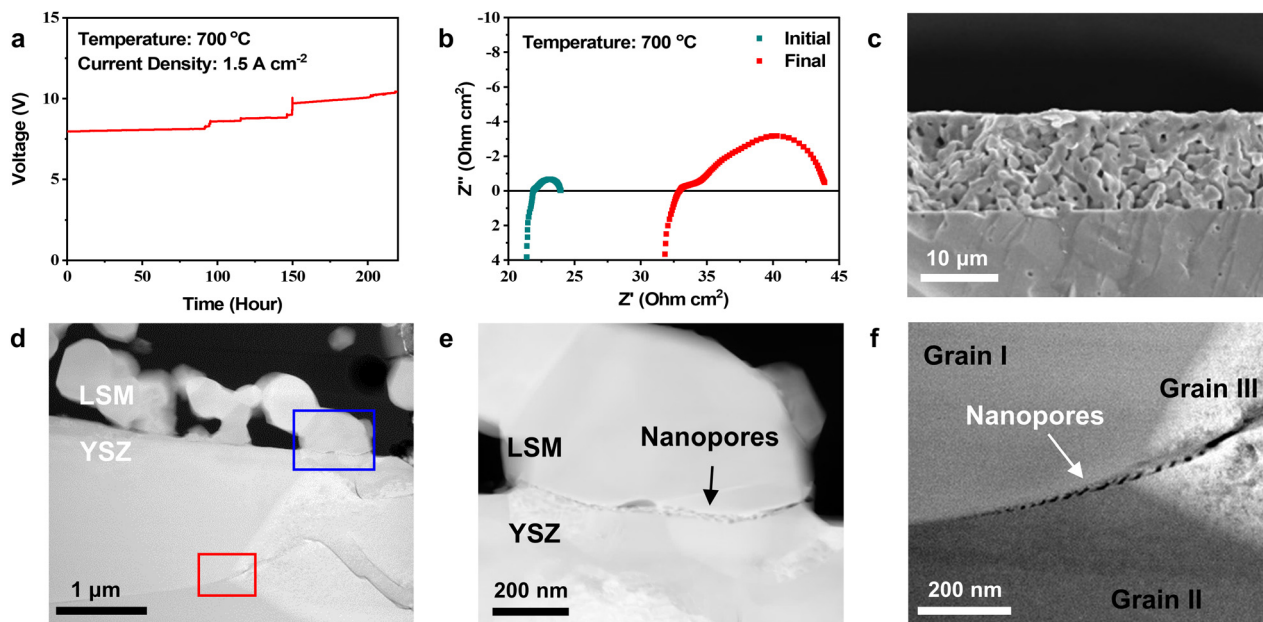 a
Temperature: 700 °C
Current Density: 1.5 A cm⁻²
15
10
5
0
Voltage (V)
0 50 100 150 200
Time (Hour)
b
Temperature: 700 °C
Initial
Final
-10
-8
-6
-4
-2
0
2
4
Z'' (Ohm cm²)
20 25 30 35 40 45
Z' (Ohm cm²)
c
10 µm
d
LSM
YSZ
1 µm
e
LSM
Nanopores
YSZ
200 nm
f
Grain I
Grain III
Nanopores
200 nm
Grain II